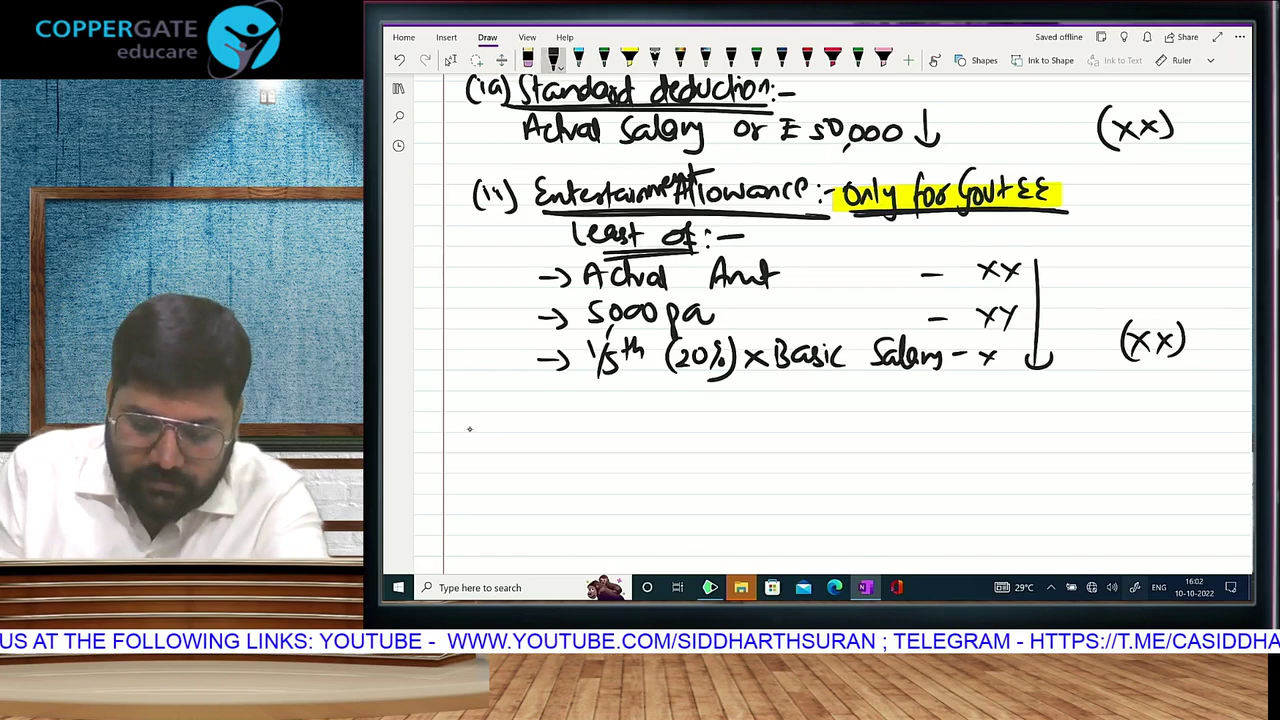 COPPERGATE
educare
Saved offline
Share
Home Insert Draw View Help
Shapes Ink to Shape Ink to Text Ruler
(ia) Standard deduction:-
Actual Salary or ₹ 50,000 ↓ (xx)
(ii) Entertainment Allowance:- Only for Govt EE
Least of:-
→ Actual Amt - xx
→ 5,000 pa - xy
→ 1/5th (20%) x Basic Salary - x (xx)
Type here to search
29°C
ENG
16:02
10-10-2022
US AT THE FOLLOWING LINKS: YOUTUBE - WWW.YOUTUBE.COM/SIDDHARTHSURAN ; TELEGRAM - HTTPS://T.ME/CASIDDHA